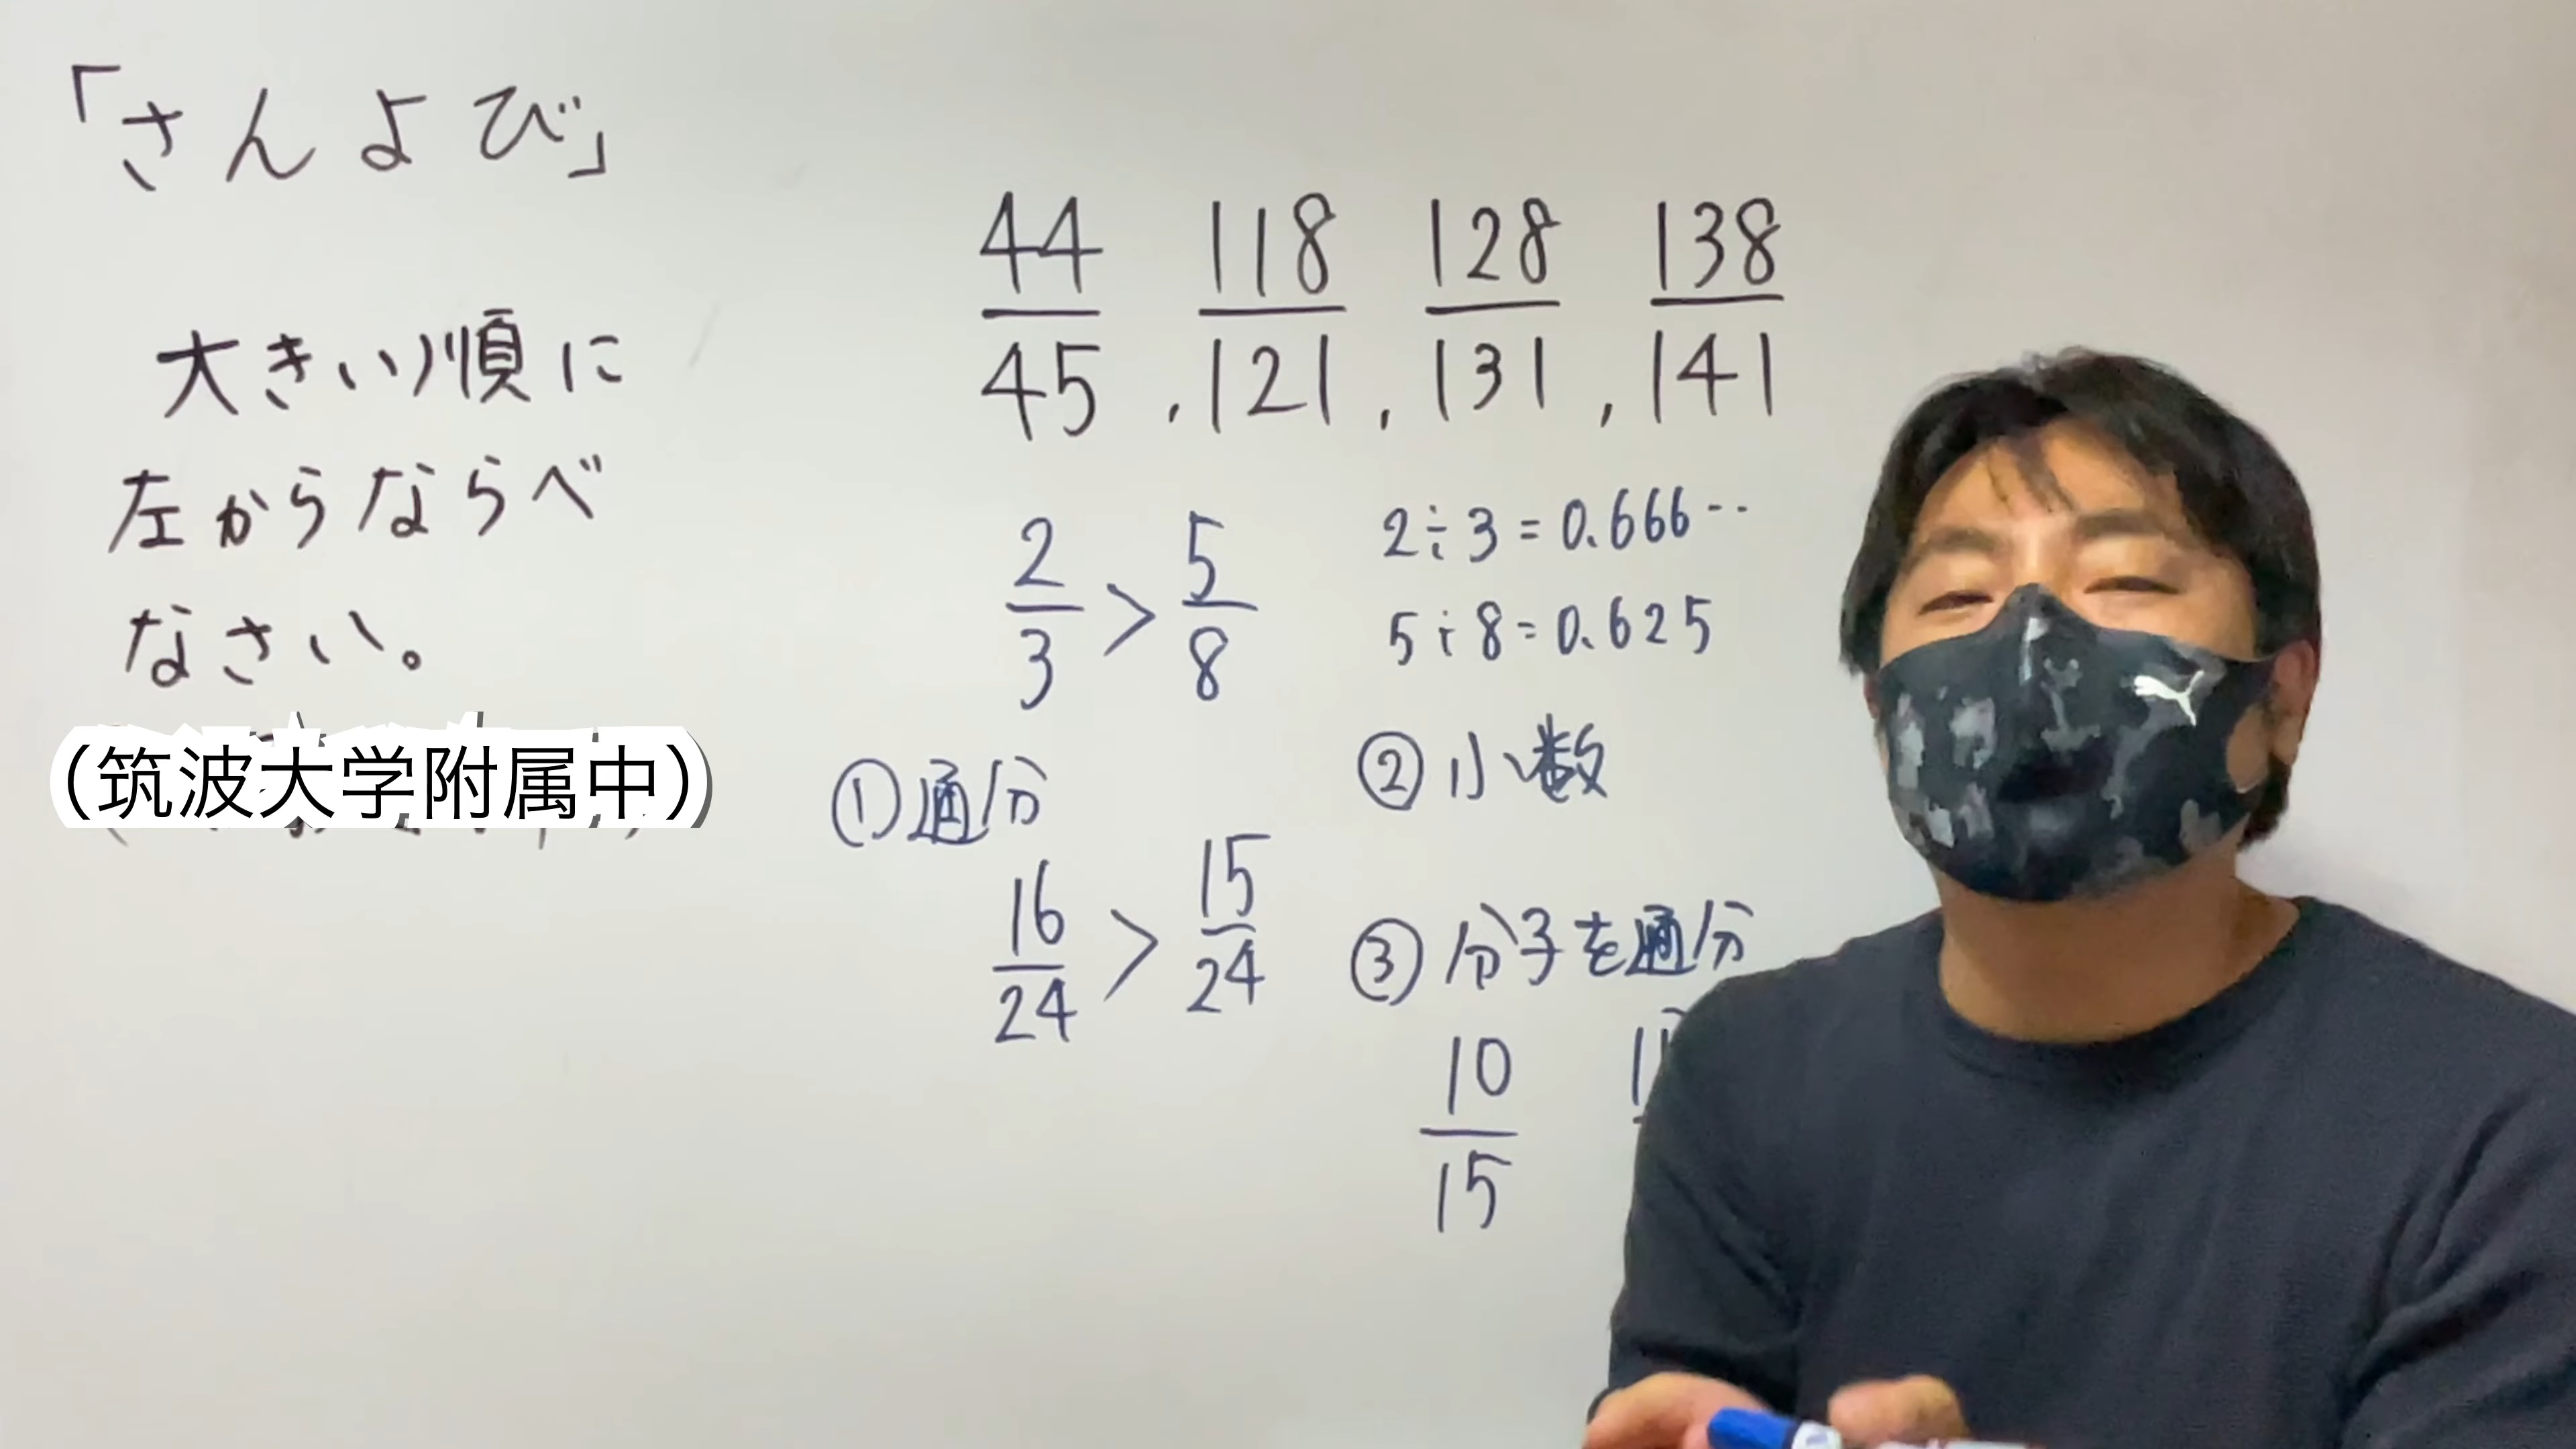 「さんよび」
大きい順に
左からならべ
なさい。
(筑波大学附属中)
44/45 , 118/121 , 128/131 , 138/141
2/3 > 5/8
2÷3=0.666‥
5÷8=0.625
①通分
16/24 > 15/24
②小数
③分子を通分
10/15